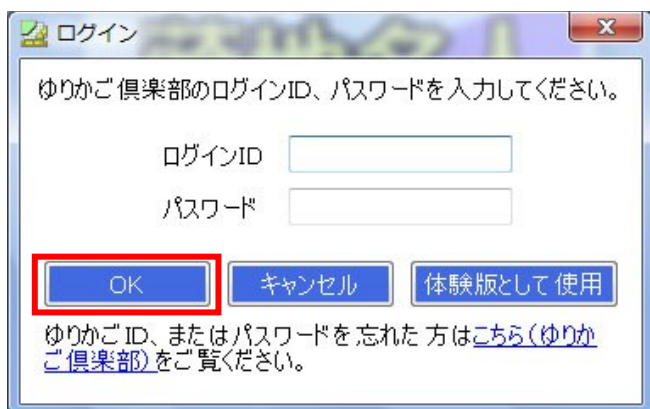 ログイン
ゆりかご倶楽部のログインID、パスワードを入力してください。
ログインID
パスワード
OK
キャンセル
体験版として使用
ゆりかごID、またはパスワードを忘れた方はこちら(ゆりか
ご倶楽部)をご覧ください。